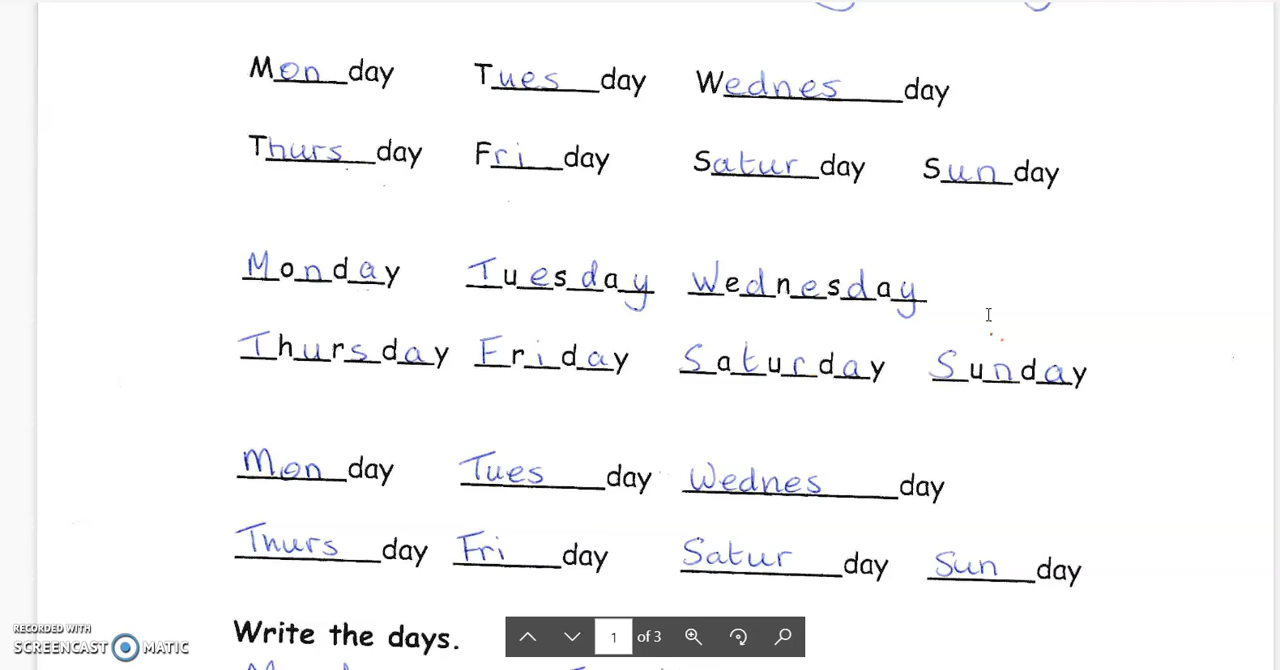 Monday Tuesday Wednesday
Thursday Friday Saturday Sunday
Monday Tuesday Wednesday
Thursday Friday Saturday Sunday
Monday Tuesday Wednesday
Thursday Friday Saturday Sunday
Write the days.
RECORDED WITH
SCREENCAST MATIC
1 of 3